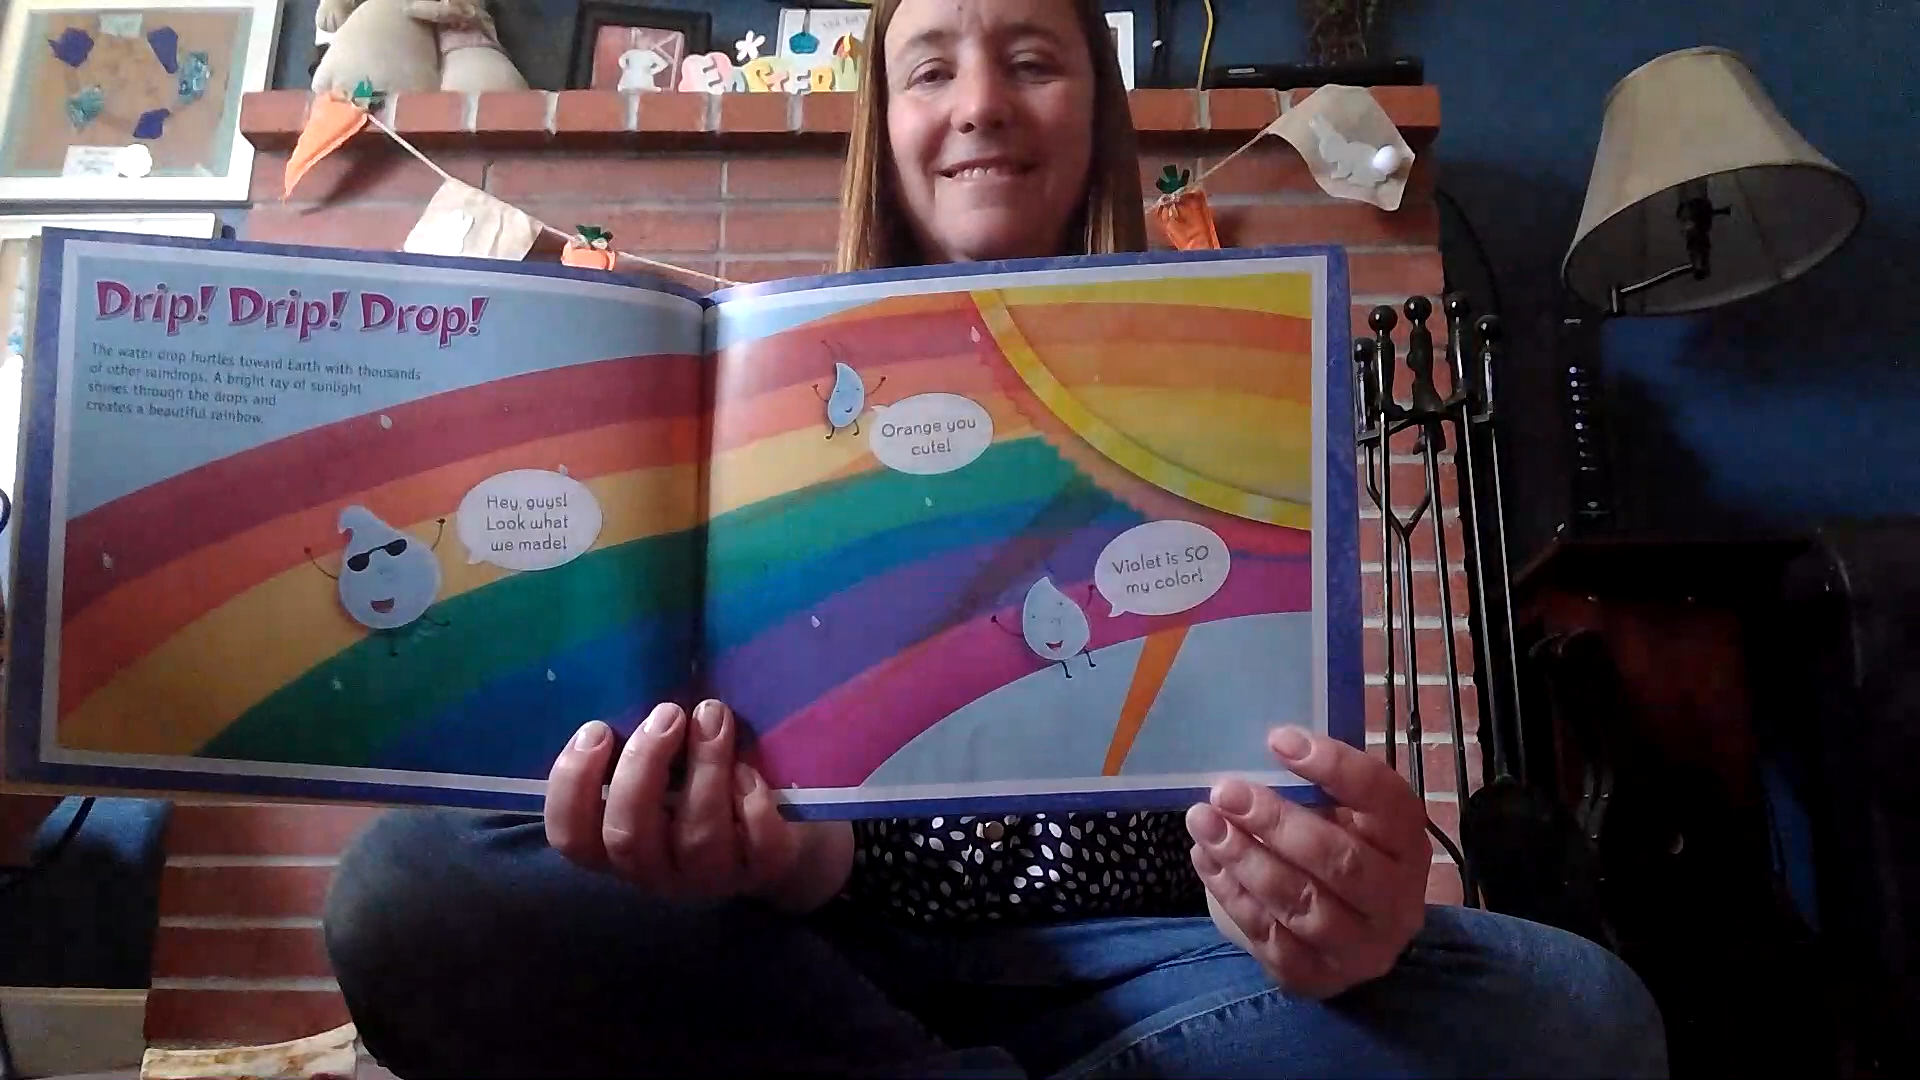 Drip! Drip! Drop!
The water drop hurtles toward Earth with thousands
of other raindrops. A bright ray of sunlight
shines through the drops and
creates a beautiful rainbow.
Hey, guys!
Look what
we made!
Orange you
cute!
Violet is SO
my color!